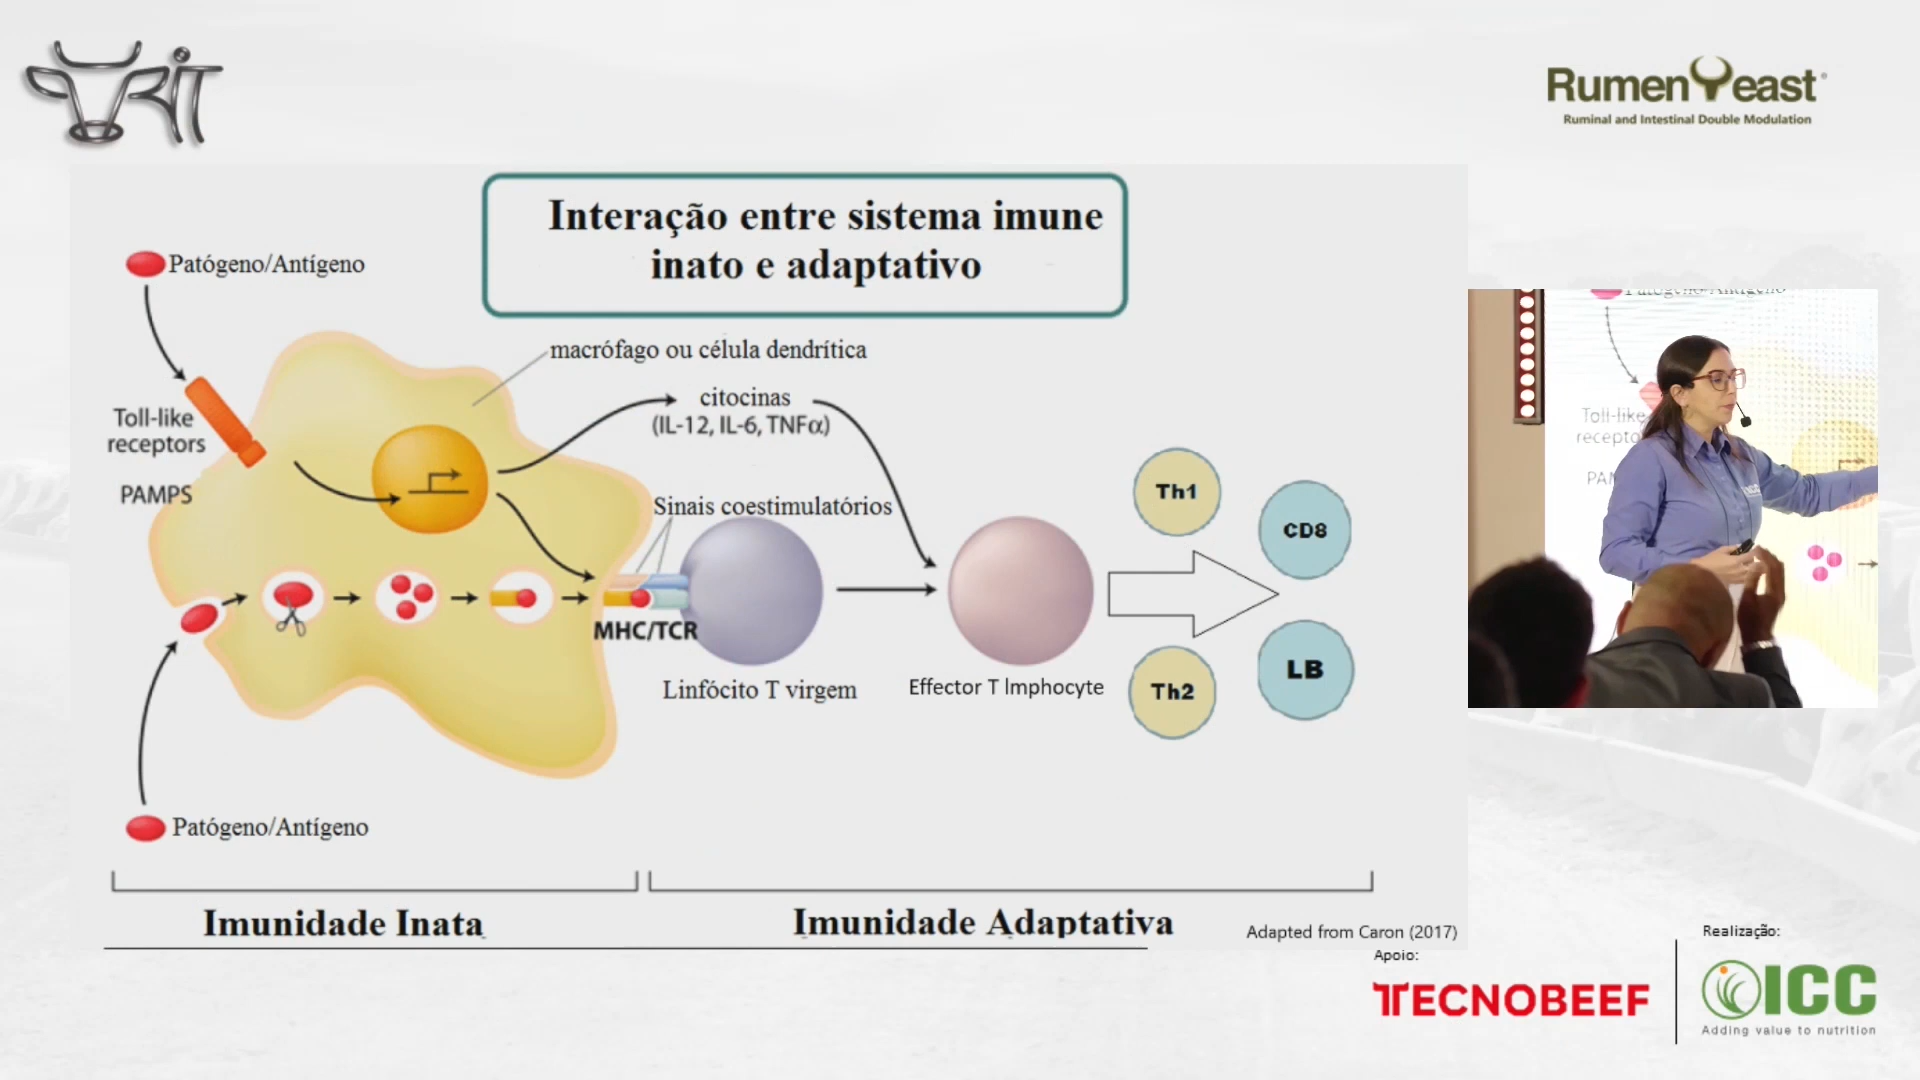 RIT
RumenYeast®
Ruminal and Intestinal Double Modulation
Interação entre sistema imune
inato e adaptativo
Patógeno/Antígeno
macrófago ou célula dendrítica
Toll-like
receptors
PAMPS
citocinas
(IL-12, IL-6, TNFα)
Sinais coestimulatórios
MHC/TCR
Linfócito T virgem
Effector T lmphocyte
Th1
CD8
Th2
LB
Patógeno/Antígeno
Imunidade Inata
Imunidade Adaptativa
Adapted from Caron (2017)
Toll-like
Apoio:
TECNOBEEF
Realização:
ICC
Adding value to nutrition